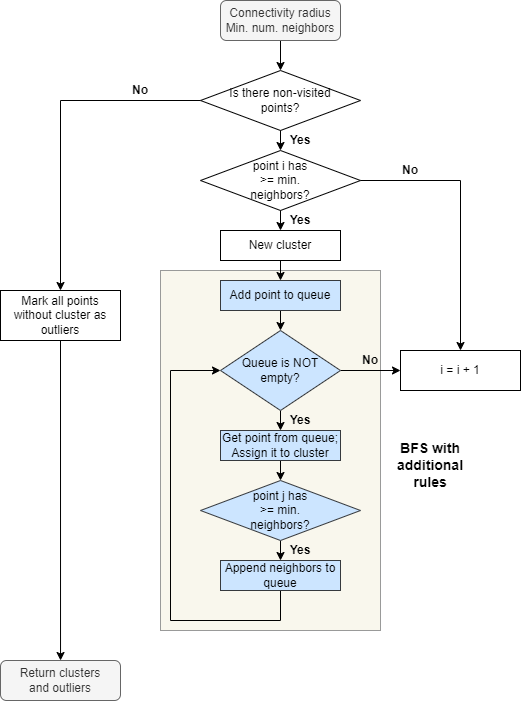 Connectivity radius
Min. num. neighbors
Is there non-visited
points?
No
Yes
point i has
>= min.
neighbors?
No
Yes
New cluster
Add point to queue
Mark all points
without cluster as
outliers
Queue is NOT
empty?
No
i = i + 1
Yes
Get point from queue;
Assign it to cluster
BFS with
additional
rules
point j has
>= min.
neighbors?
Yes
Append neighbors to
queue
Return clusters
and outliers